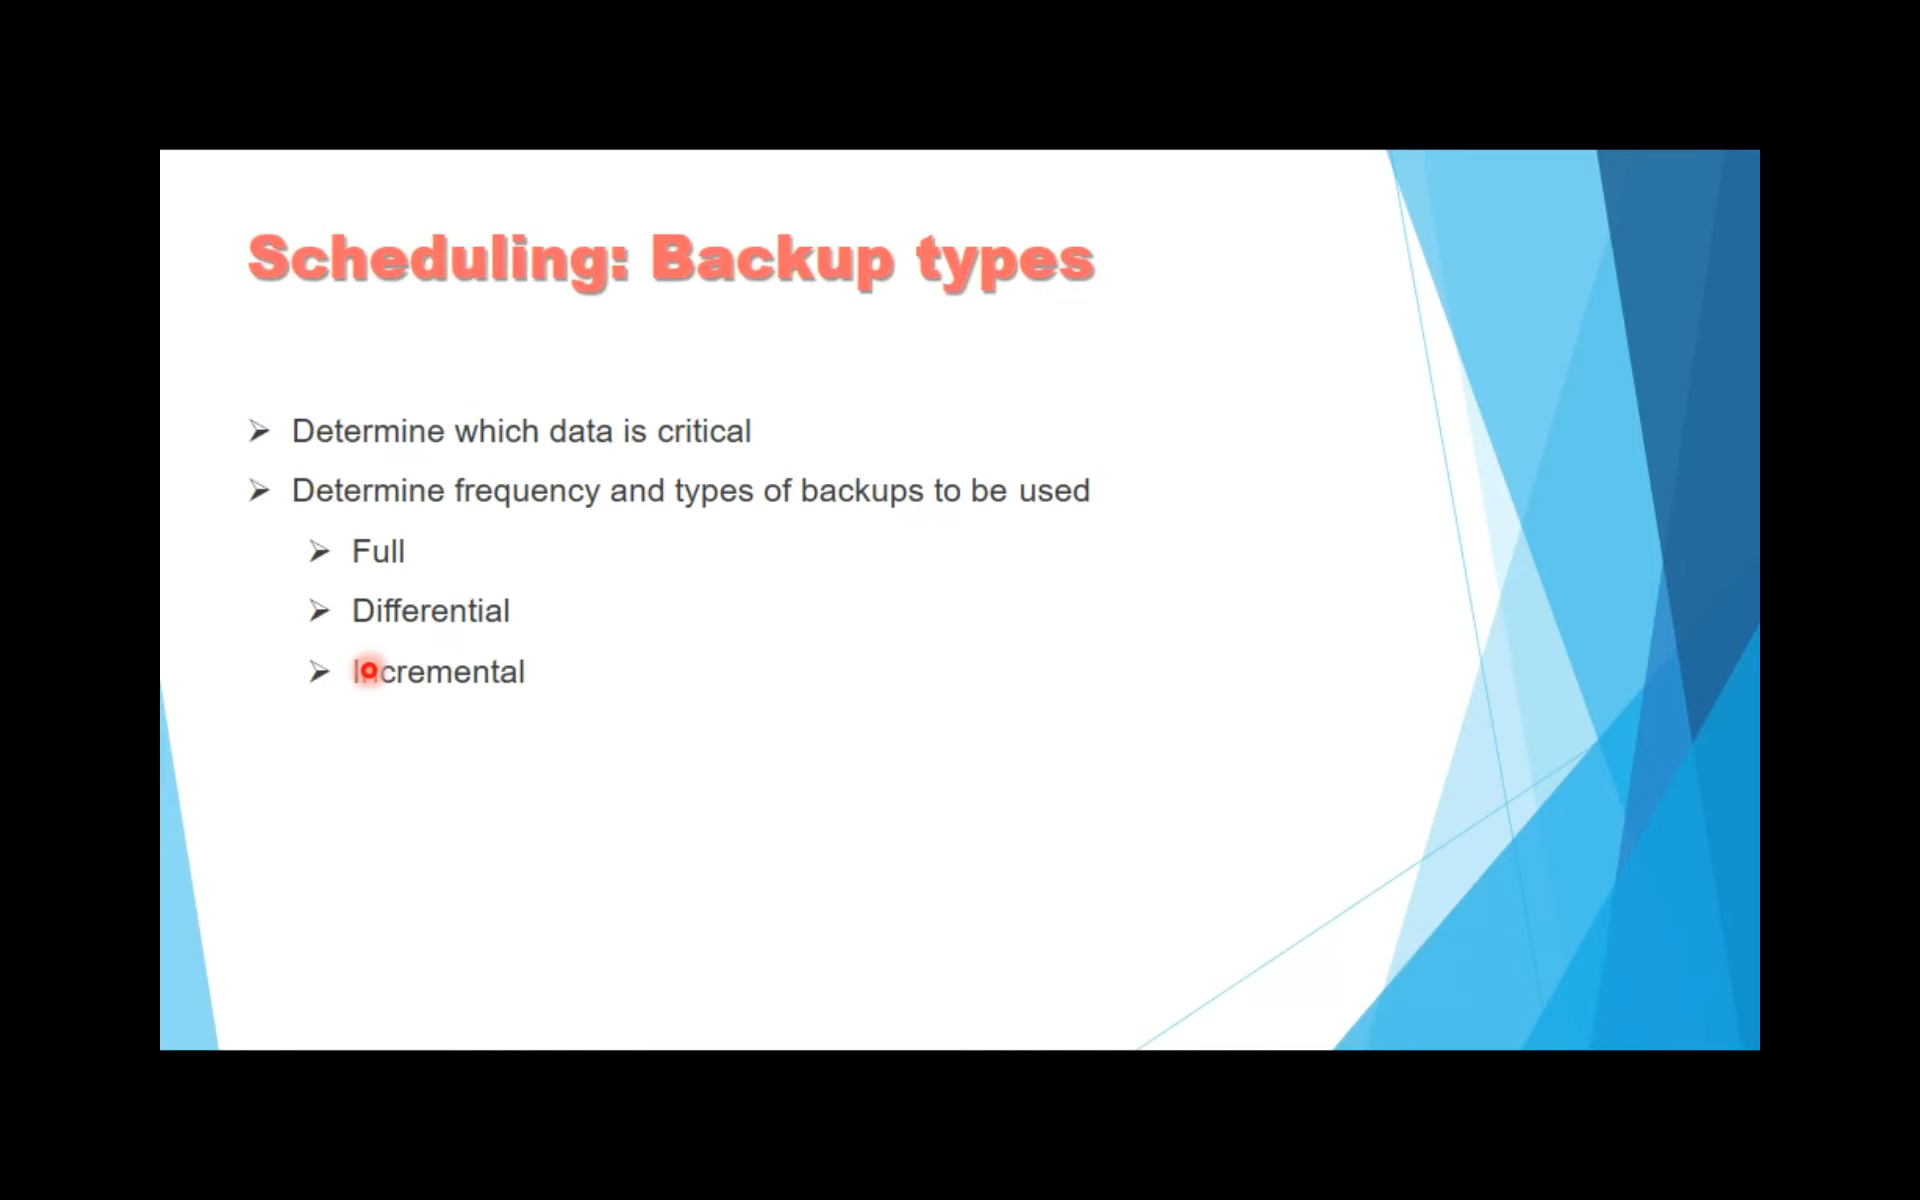 Scheduling: Backup types
Determine which data is critical
Determine frequency and types of backups to be used
Full
Differential
Incremental